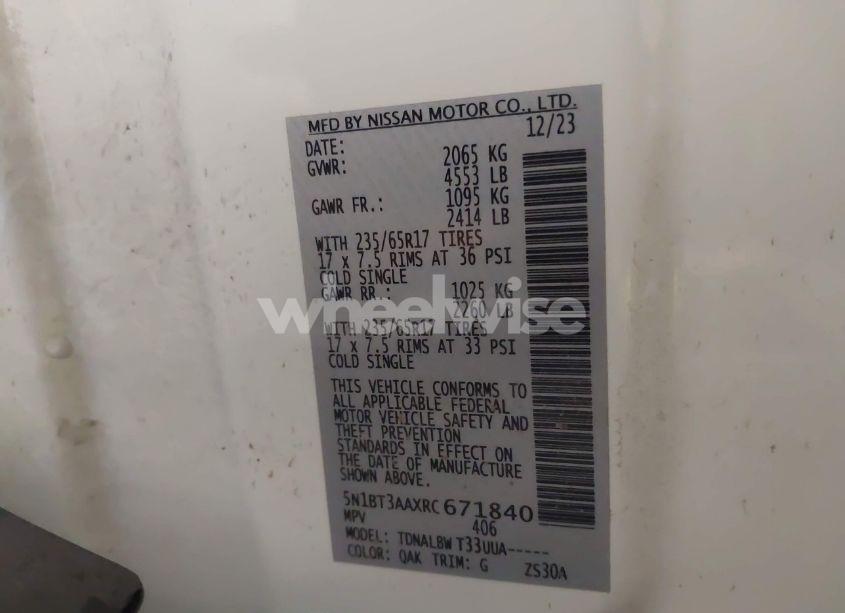 MFD BY NISSAN MOTOR CO., LTD.
DATE: 12/23
GVWR: 2065 KG
4553 LB
GAWR FR.: 1095 KG
2414 LB
WITH 235/65R17 TIRES
17 x 7.5 RIMS AT 36 PSI
COLD SINGLE
GAWR RR.: 1025 KG
2260 LB
wheelwise
WITH 235/65R17 TIRES
17 x 7.5 RIMS AT 33 PSI
COLD SINGLE
THIS VEHICLE CONFORMS TO
ALL APPLICABLE FEDERAL
MOTOR VEHICLE SAFETY AND
THEFT PREVENTION
STANDARDS IN EFFECT ON
THE DATE OF MANUFACTURE
SHOWN ABOVE.
5N1BT3AAXRC671840
MPV 406
MODEL: TDNALBW T33UUA-----
COLOR: QAK TRIM: G ZS30A